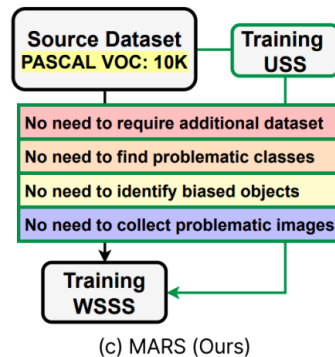 Source Dataset
PASCAL VOC: 10K
Training
USS
No need to require additional dataset
No need to find problematic classes
No need to identify biased objects
No need to collect problematic images
Training
WSSS
(c) MARS (Ours)